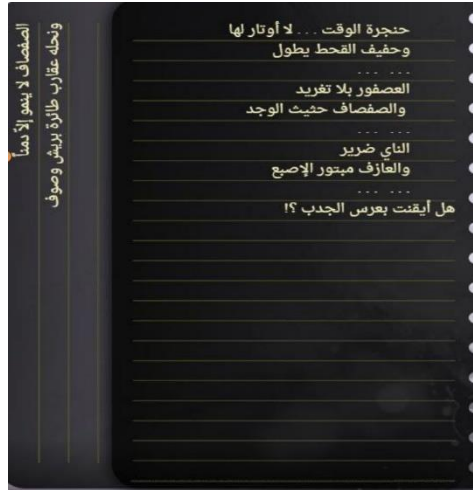 حنجرة الوقت . . . لا أوتار لها
وحفيف القحط يطول
. . . . . .
العصفور بلا تغريد
والصفصاف حثيث الوجد
. . . . . .
الناي ضرير
والعازف مبتور الإصبع
. . . . . .
هل أيقنت بعرس الجدب ؟!
ونحله عقارب طائرة بريش وصوف
الصفصاف لا ينمو إلاّ دمناً